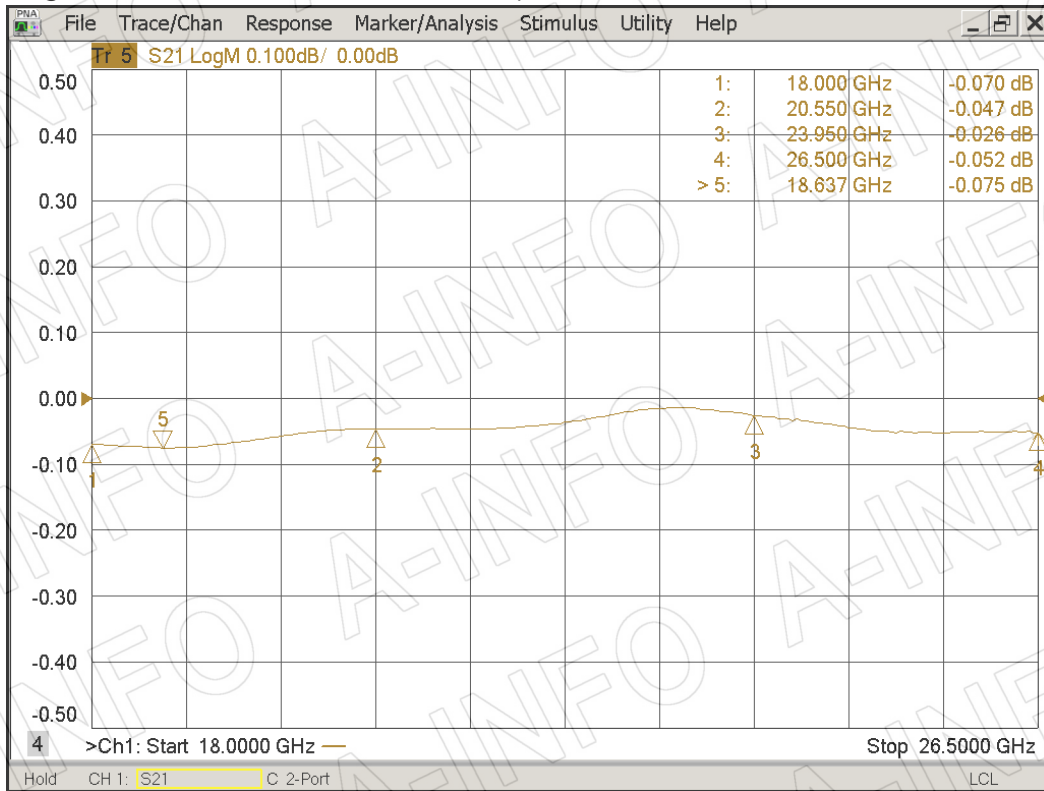 PNA File Trace/Chan Response Marker/Analysis Stimulus Utility Help
Tr 5 S21 LogM 0.100dB/ 0.00dB
0.50
0.40
0.30
0.20
0.10
0.00
-0.10
-0.20
-0.30
-0.40
-0.50
1: 18.000 GHz -0.070 dB
2: 20.550 GHz -0.047 dB
3: 23.950 GHz -0.026 dB
4: 26.500 GHz -0.052 dB
> 5: 18.637 GHz -0.075 dB
5
1
2
3
4
4 >Ch1: Start 18.0000 GHz — Stop 26.5000 GHz
Hold CH 1: S21 C 2-Port LCL
A-INFO